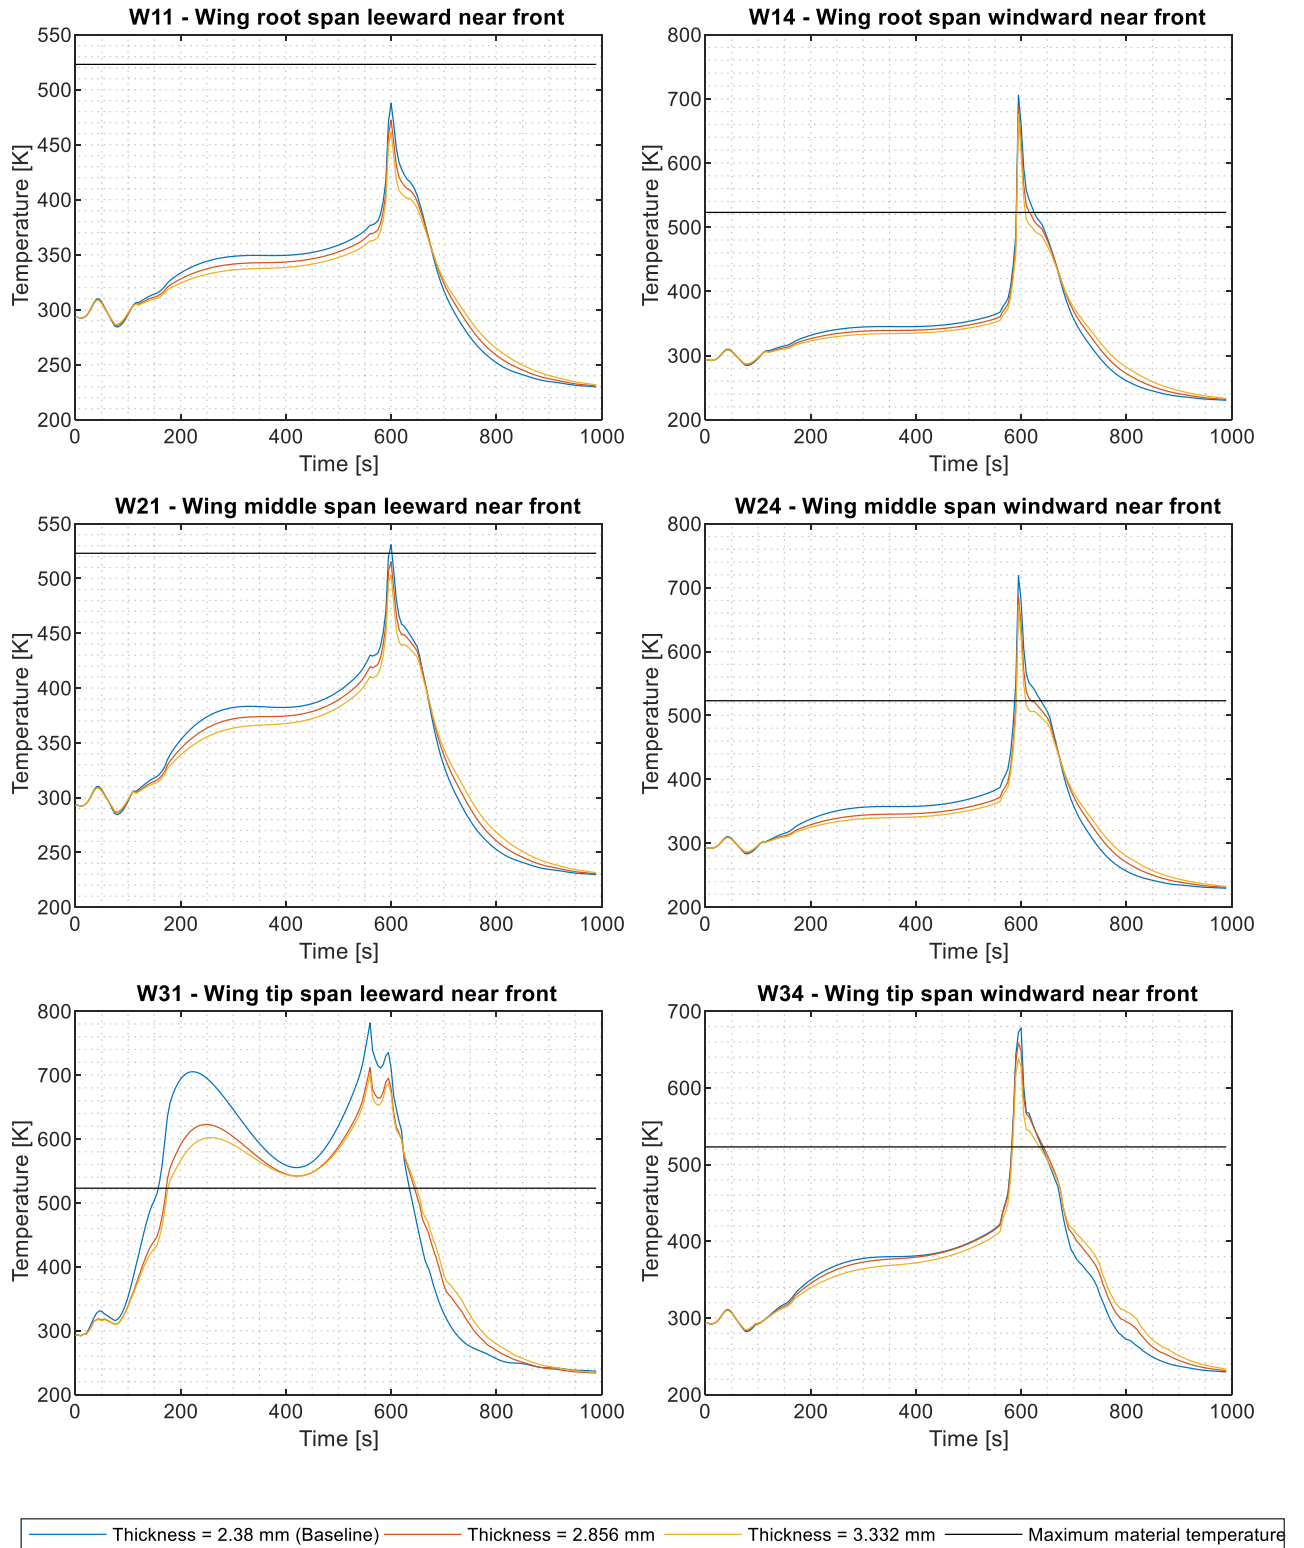 W11 - Wing root span leeward near front
550
500
450
400
350
300
250
200
Temperature [K]
0 200 400 600 800 1000
Time [s]
W14 - Wing root span windward near front
800
700
600
500
400
300
200
Temperature [K]
0 200 400 600 800 1000
Time [s]
W21 - Wing middle span leeward near front
550
500
450
400
350
300
250
200
Temperature [K]
0 200 400 600 800 1000
Time [s]
W24 - Wing middle span windward near front
800
700
600
500
400
300
200
Temperature [K]
0 200 400 600 800 1000
Time [s]
W31 - Wing tip span leeward near front
800
700
600
500
400
300
200
Temperature [K]
0 200 400 600 800 1000
Time [s]
W34 - Wing tip span windward near front
700
600
500
400
300
200
Temperature [K]
0 200 400 600 800 1000
Time [s]
Thickness = 2.38 mm (Baseline) Thickness = 2.856 mm Thickness = 3.332 mm Maximum material temperature